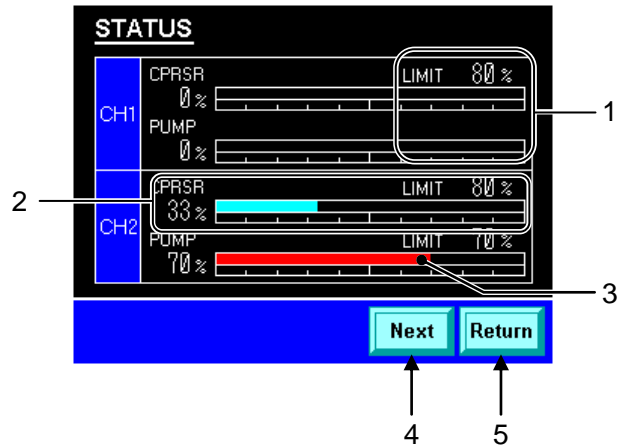 STATUS
CPRSR LIMIT 80 %
0 %
CH1
PUMP
0 %
1
CPRSR LIMIT 80 %
33 %
2
CH2
PUMP LIMIT 70 %
70 %
3
Next Return
4 5